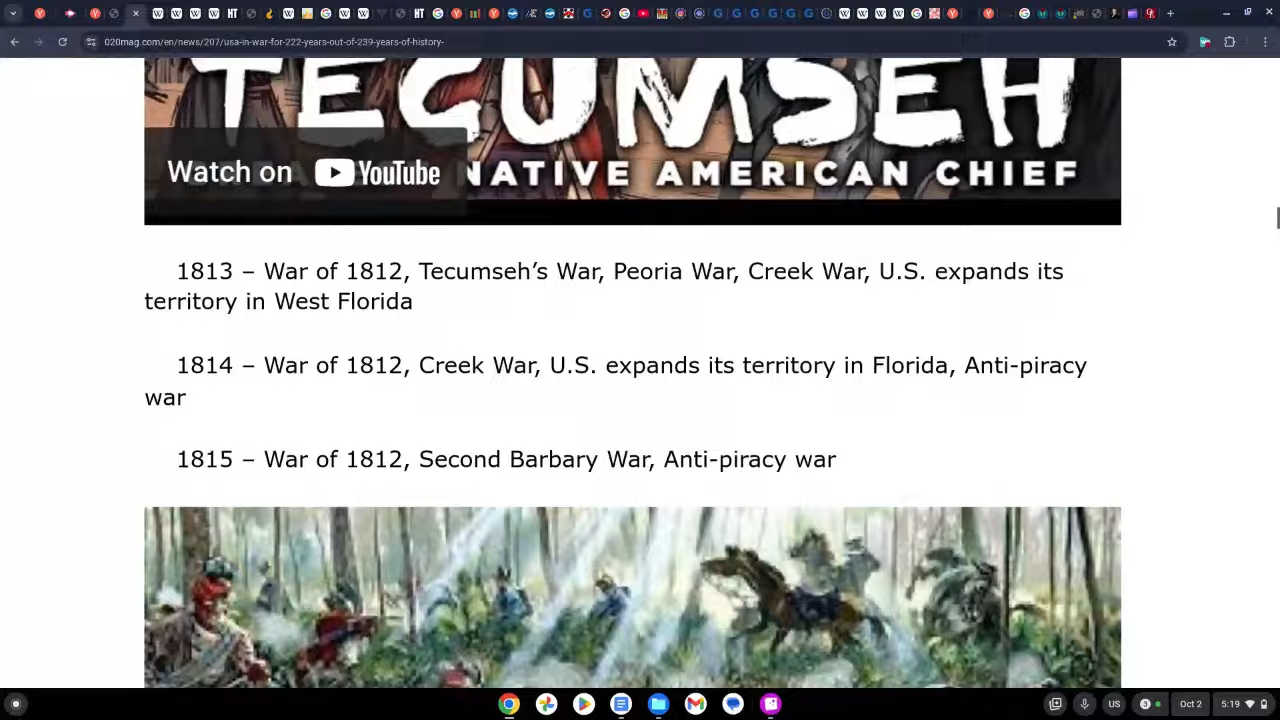 020mag.com/en/news/207/usa-in-war-for-222-years-out-of-239-years-of-history-
TECUMSEH
Watch on YouTube NATIVE AMERICAN CHIEF
1813 – War of 1812, Tecumseh’s War, Peoria War, Creek War, U.S. expands its
territory in West Florida
1814 – War of 1812, Creek War, U.S. expands its territory in Florida, Anti-piracy
war
1815 – War of 1812, Second Barbary War, Anti-piracy war
US
3
Oct 2
5:19